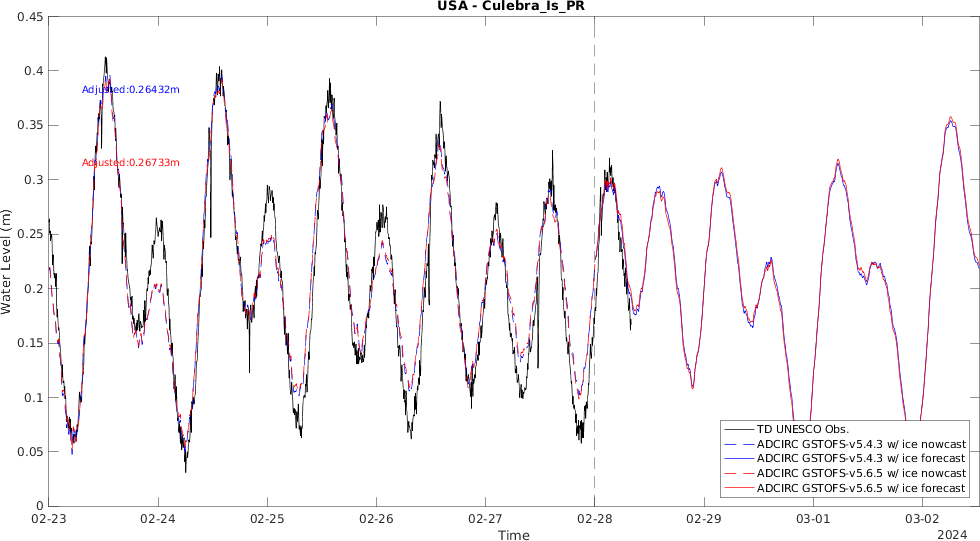 USA - Culebra_Is_PR
0.45
0.4
0.35
0.3
0.25
0.2
0.15
0.1
0.05
0
Water Level (m)
Adjusted:0.26432m
Adjusted:0.26733m
TD UNESCO Obs.
ADCIRC GSTOFS-v5.4.3 w/ ice nowcast
ADCIRC GSTOFS-v5.4.3 w/ ice forecast
ADCIRC GSTOFS-v5.6.5 w/ ice nowcast
ADCIRC GSTOFS-v5.6.5 w/ ice forecast
02-23 02-24 02-25 02-26 02-27 02-28 02-29 03-01 03-02
Time
2024